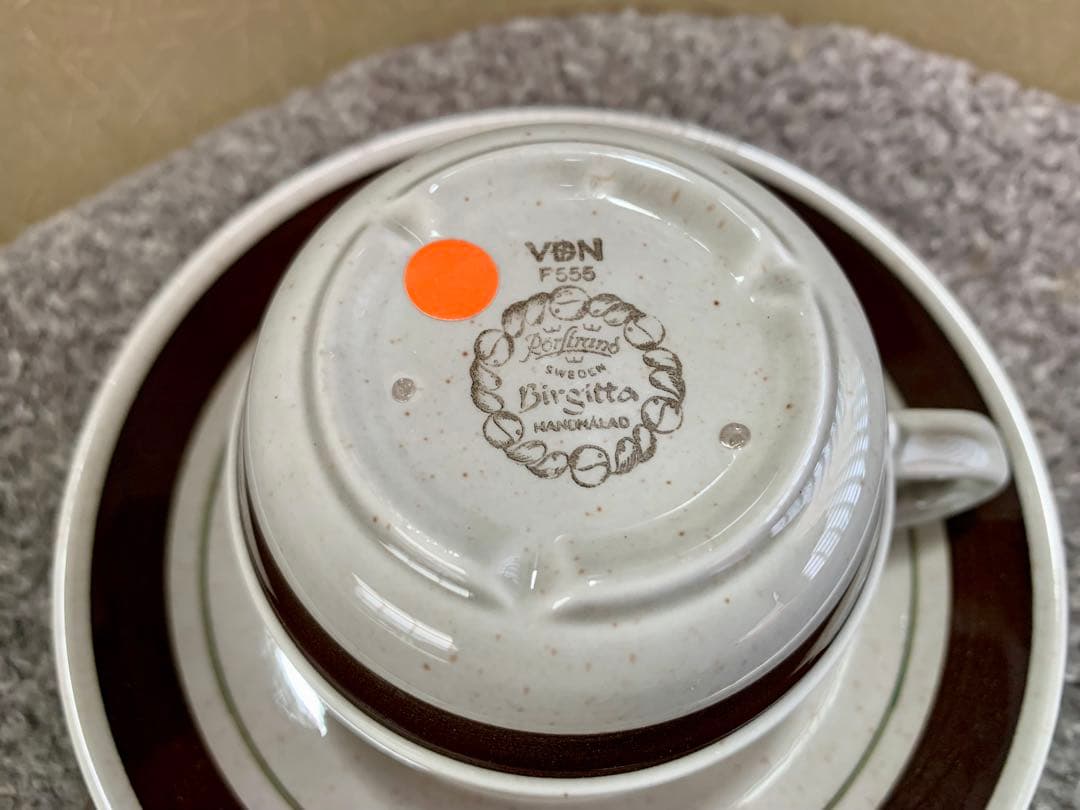 VDN
F555
Rörstrand
SWEDEN
Birgitta
HANDMÅLAD